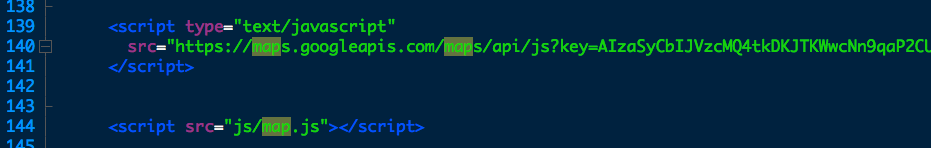 138
139 <script type="text/javascript"
140 src="https://maps.googleapis.com/maps/api/js?key=AIzaSyCbIJVzcMQ4tkDKJTKWwcNn9qaP2CU
141 </script>
142
143
144 <script src="js/map.js"></script>
145